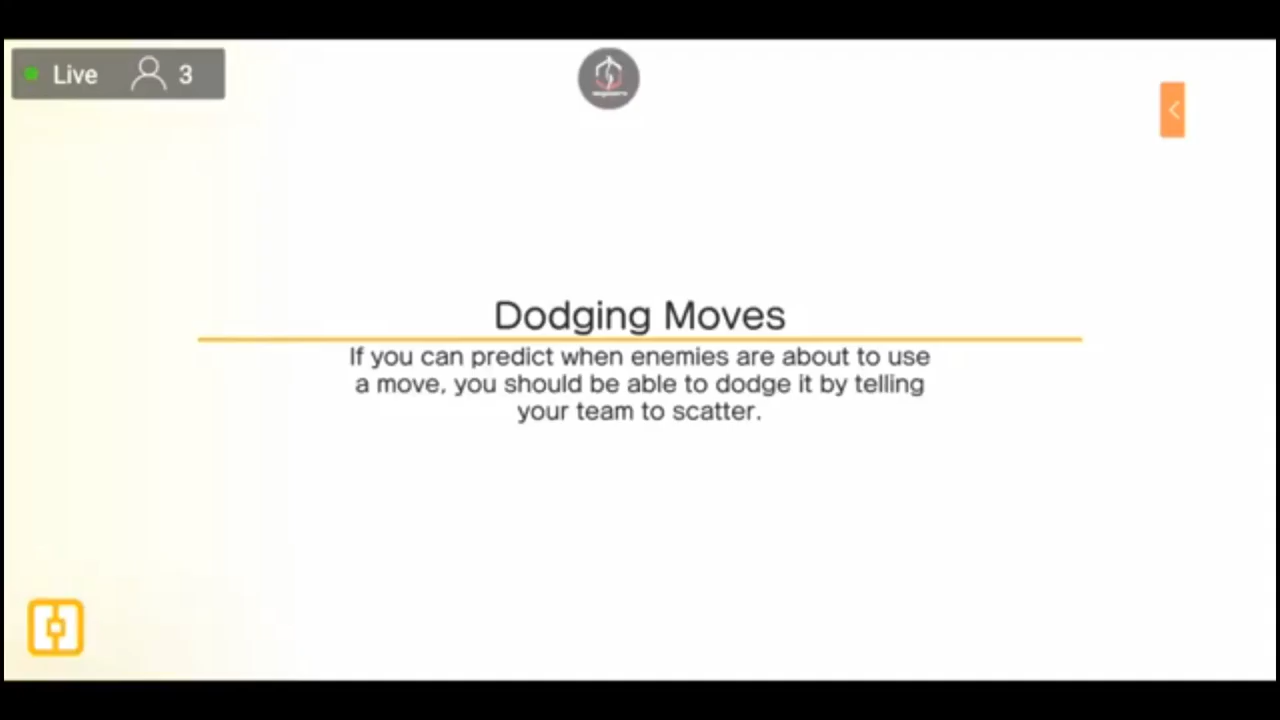 Live 3
Dodging Moves
If you can predict when enemies are about to use
a move, you should be able to dodge it by telling
your team to scatter.